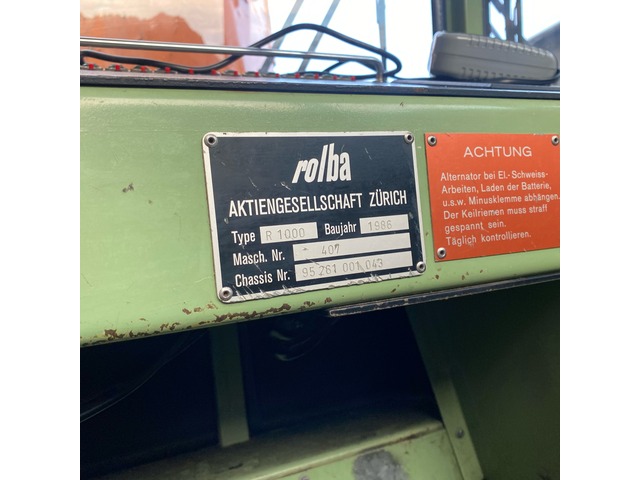 rolba
AKTIENGESELLSCHAFT ZÜRICH
Type R 1000 Baujahr 1986
Masch. Nr. - 407
Chassis Nr. 95 261 001 043
ACHTUNG
Alternator bei El.-Schweiss-
Arbeiten, Laden der Batterie,
u.s.w. Minusklemme abhängen.
Der Keilriemen muss straff
gespannt sein.
Täglich kontrollieren.